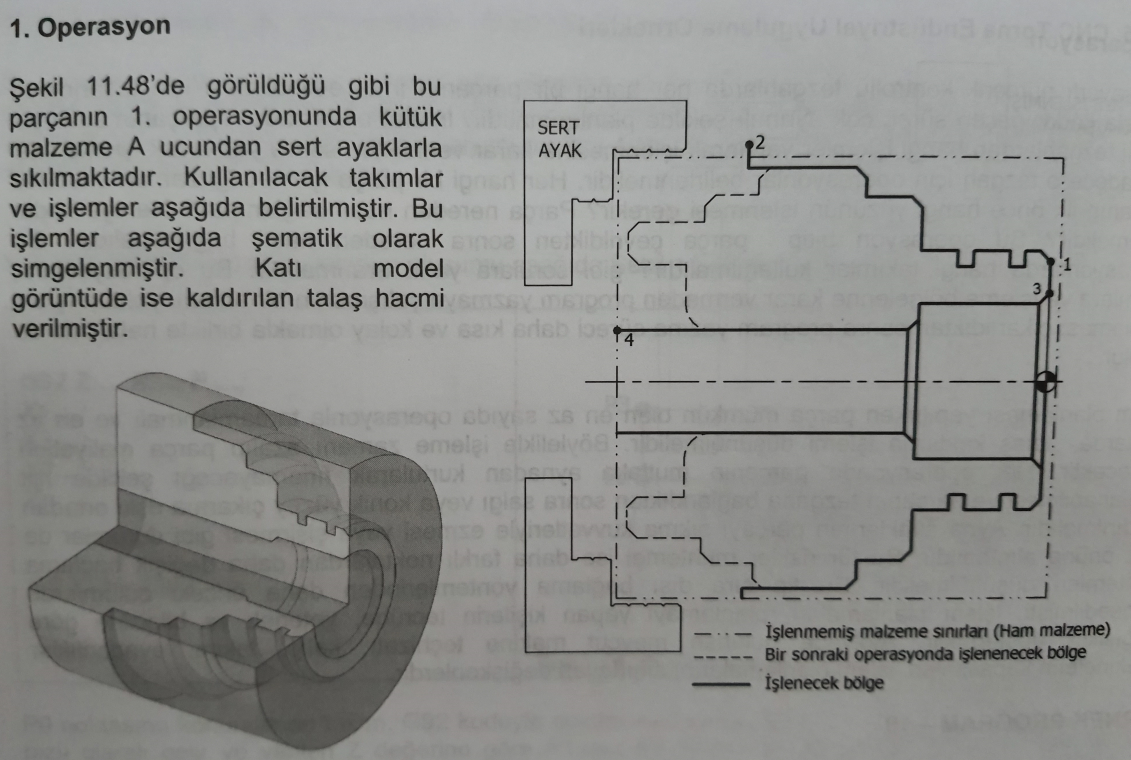 1. Operasyon
Şekil 11.48'de görüldüğü gibi bu
parçanın 1. operasyonunda kütük
malzeme A ucundan sert ayaklarla
sıkılmaktadır. Kullanılacak takımlar
ve işlemler aşağıda belirtilmiştir. Bu
işlemler aşağıda şematik olarak
simgelenmiştir. Katı model
görüntüde ise kaldırılan talaş hacmi
verilmiştir.
SERT
AYAK
2
1
3
4
İşlenmemiş malzeme sınırları (Ham malzeme)
Bir sonraki operasyonda işlenenecek bölge
İşlenecek bölge